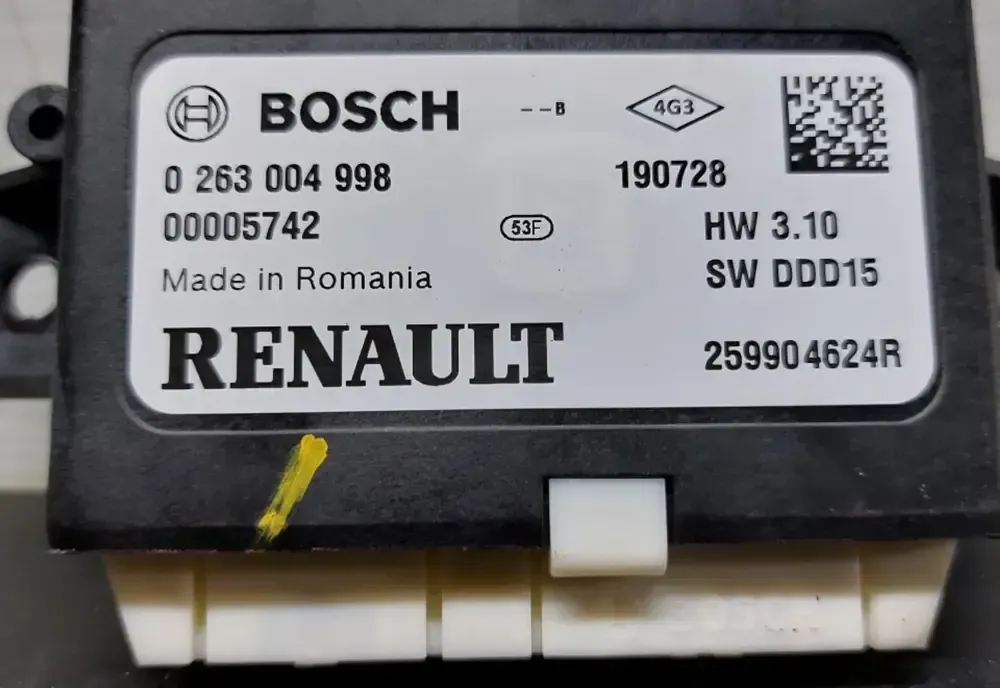 BOSCH --B 4G3
0 263 004 998 190728
00005742 53F HW 3.10
Made in Romania SW DDD15
RENAULT 259904624R